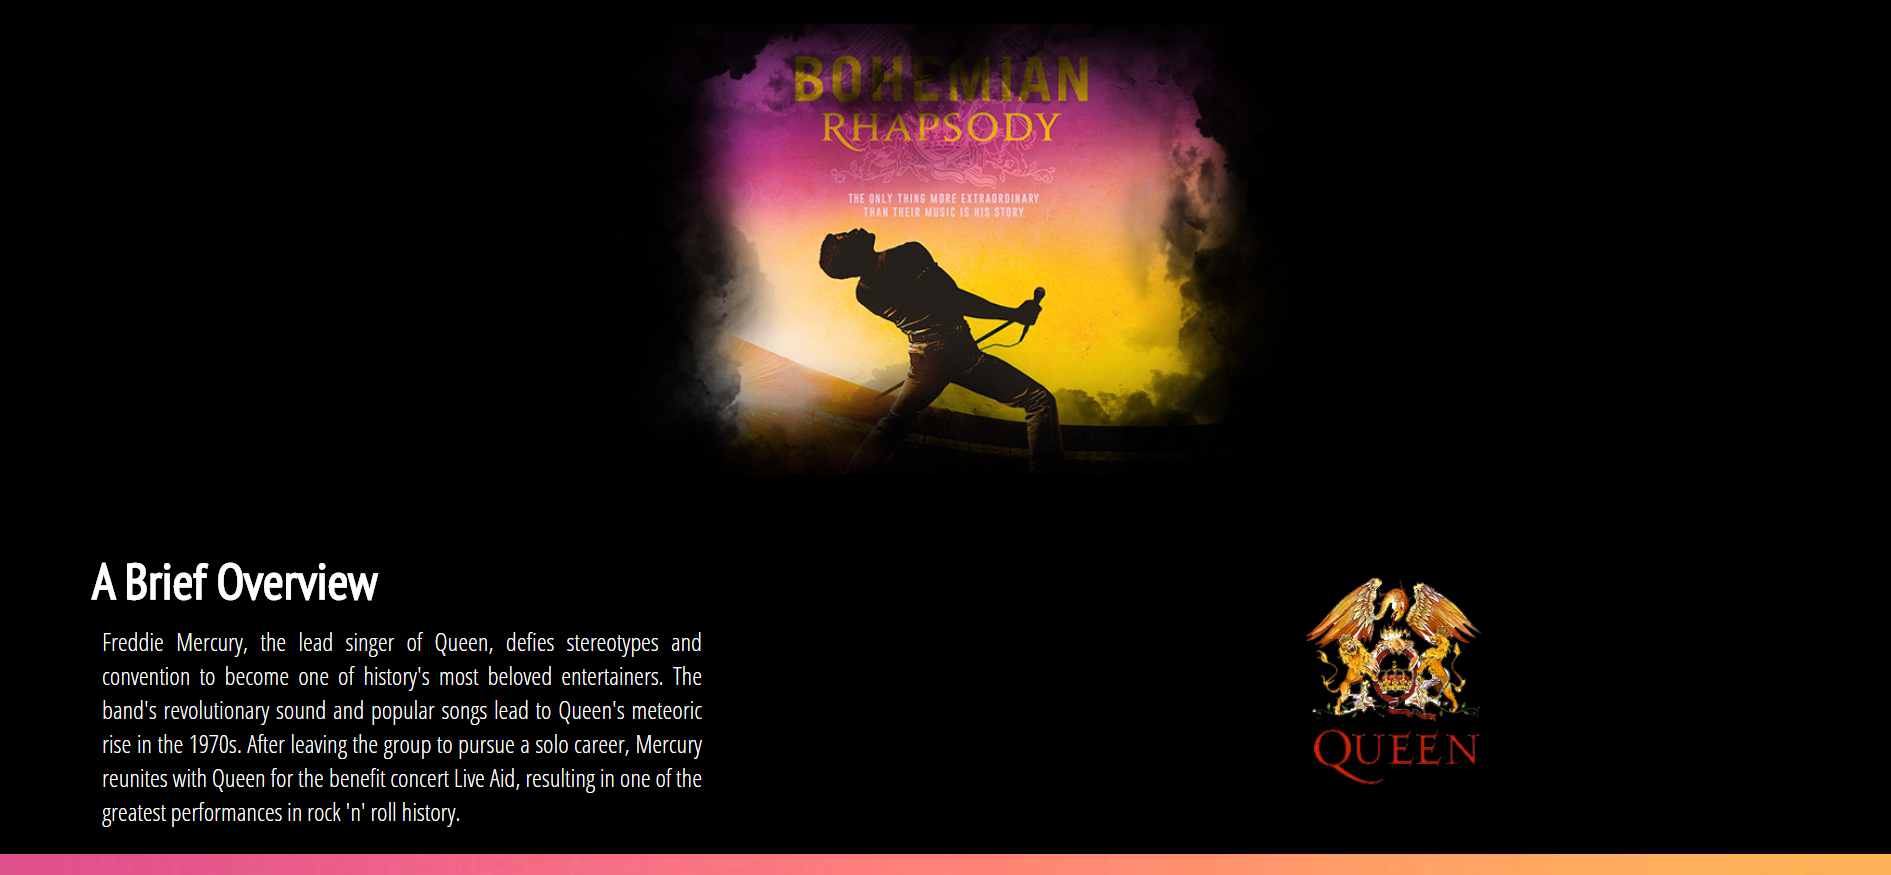 BOHEMIAN
RHAPSODY
THE ONLY THING MORE EXTRAORDINARY
THAN THEIR MUSIC IS HIS STORY
A Brief Overview
Freddie Mercury, the lead singer of Queen, defies stereotypes and
convention to become one of history's most beloved entertainers. The
band's revolutionary sound and popular songs lead to Queen's meteoric
rise in the 1970s. After leaving the group to pursue a solo career, Mercury
reunites with Queen for the benefit concert Live Aid, resulting in one of the
greatest performances in rock 'n' roll history.
QUEEN